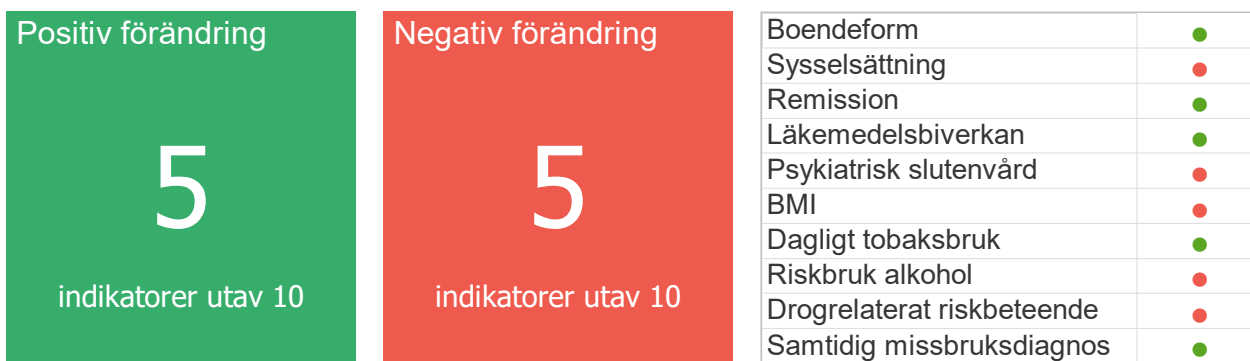 Positiv förändring
5
indikatorer utav 10
Negativ förändring
5
indikatorer utav 10
Boendeform
Sysselsättning
Remission
Läkemedelsbiverkan
Psykiatrisk slutenvård
BMI
Dagligt tobaksbruk
Riskbruk alkohol
Drogrelaterat riskbeteende
Samtidig missbruksdiagnos